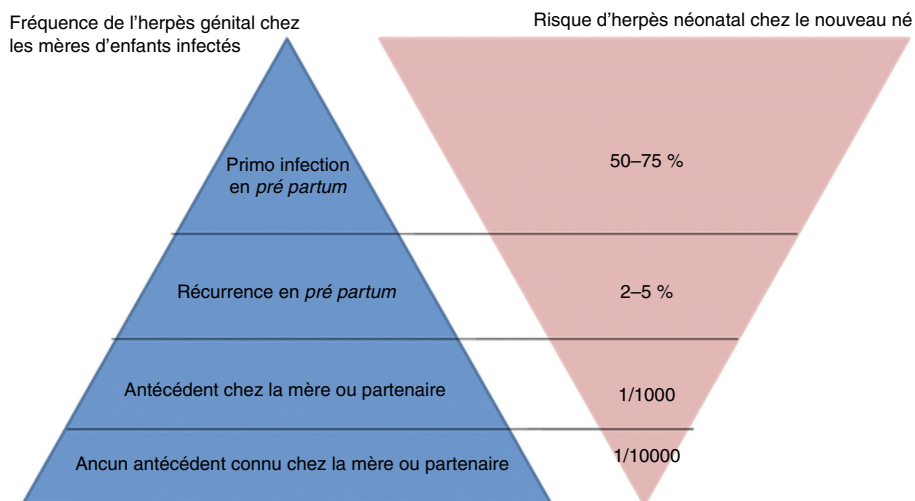 Fréquence de l'herpès génital chez
les mères d'enfants infectés
Risque d'herpès néonatal chez le nouveau né
Primo infection
en pré partum
50–75 %
Récurrence en pré partum
2–5 %
Antécédent chez la mère ou partenaire
1/1000
Ancun antécédent connu chez la mère ou partenaire
1/10000